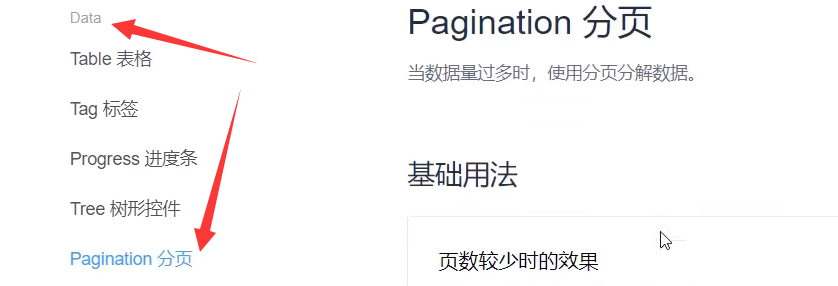 Data
Table 表格
Tag 标签
Progress 进度条
Tree 树形控件
Pagination 分页
Pagination 分页
当数据量过多时，使用分页分解数据。
基础用法
页数较少时的效果